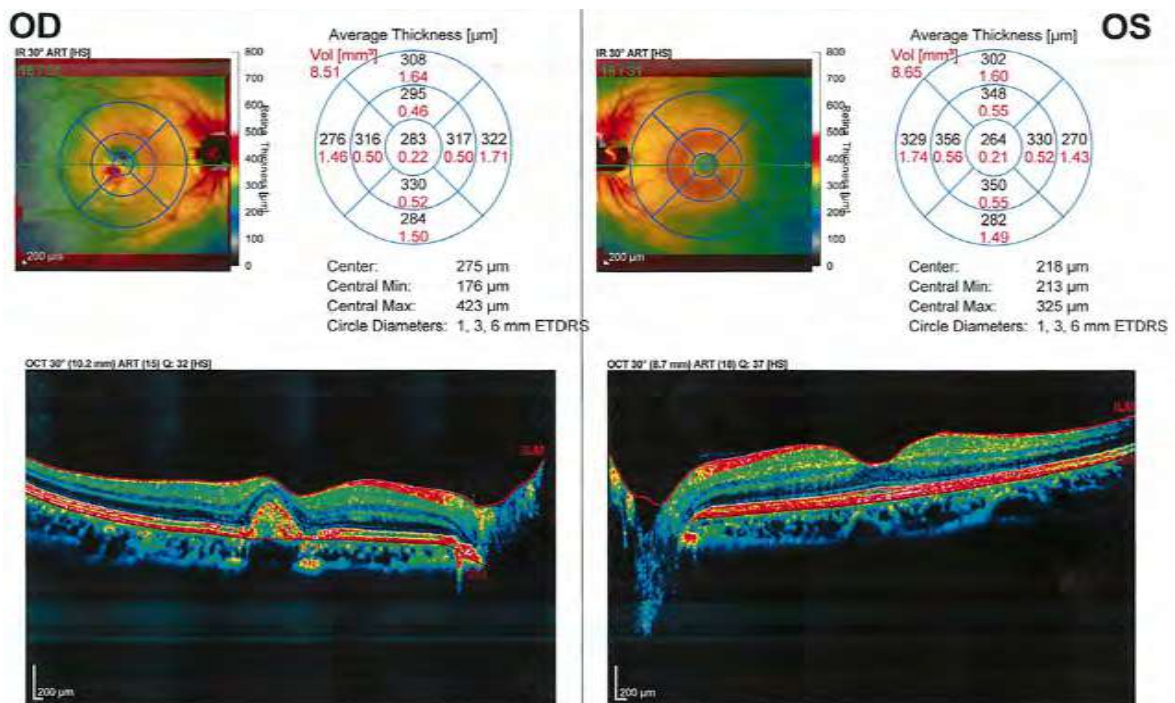 OD
IR 30° ART [HS]
800
700
600
500
400
300
200
100
0
Retina Thickness [µm]
200 µm
Average Thickness [µm]
Vol [mm³]
8.51
308
1.64
295
0.46
276 316 283 317 322
1.46 0.50 0.22 0.50 1.71
330
0.52
284
1.50
Center: 275 µm
Central Min: 176 µm
Central Max: 423 µm
Circle Diameters: 1, 3, 6 mm ETDRS
OCT 30° (10.2 mm) ART (15) Q: 32 [HS]
ILM
200 µm
OS
IR 30° ART [HS]
800
700
600
500
400
300
200
100
0
Retina Thickness [µm]
200 µm
Average Thickness [µm]
Vol [mm³]
8.65
302
1.60
348
0.55
329 356 264 330 270
1.74 0.56 0.21 0.52 1.43
350
0.55
282
1.49
Center: 218 µm
Central Min: 213 µm
Central Max: 325 µm
Circle Diameters: 1, 3, 6 mm ETDRS
OCT 30° (8.7 mm) ART (18) Q: 37 [HS]
ILM
200 µm